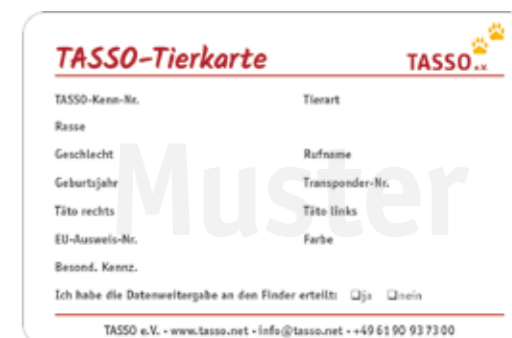 TASSO-Tierkarte
TASSO e.V.
TASSO-Kenn-Nr. Tierart
Rasse
Geschlecht Rufname
Geburtsjahr Transponder-Nr.
Täto rechts Täto links
EU-Ausweis-Nr. Farbe
Besond. Kennz.
Ich habe die Datenweitergabe an den Finder erteilt: ❑ja ❑nein
TASSO e.V. - www.tasso.net - info@tasso.net - +49 61 90 93 73 00
Muster